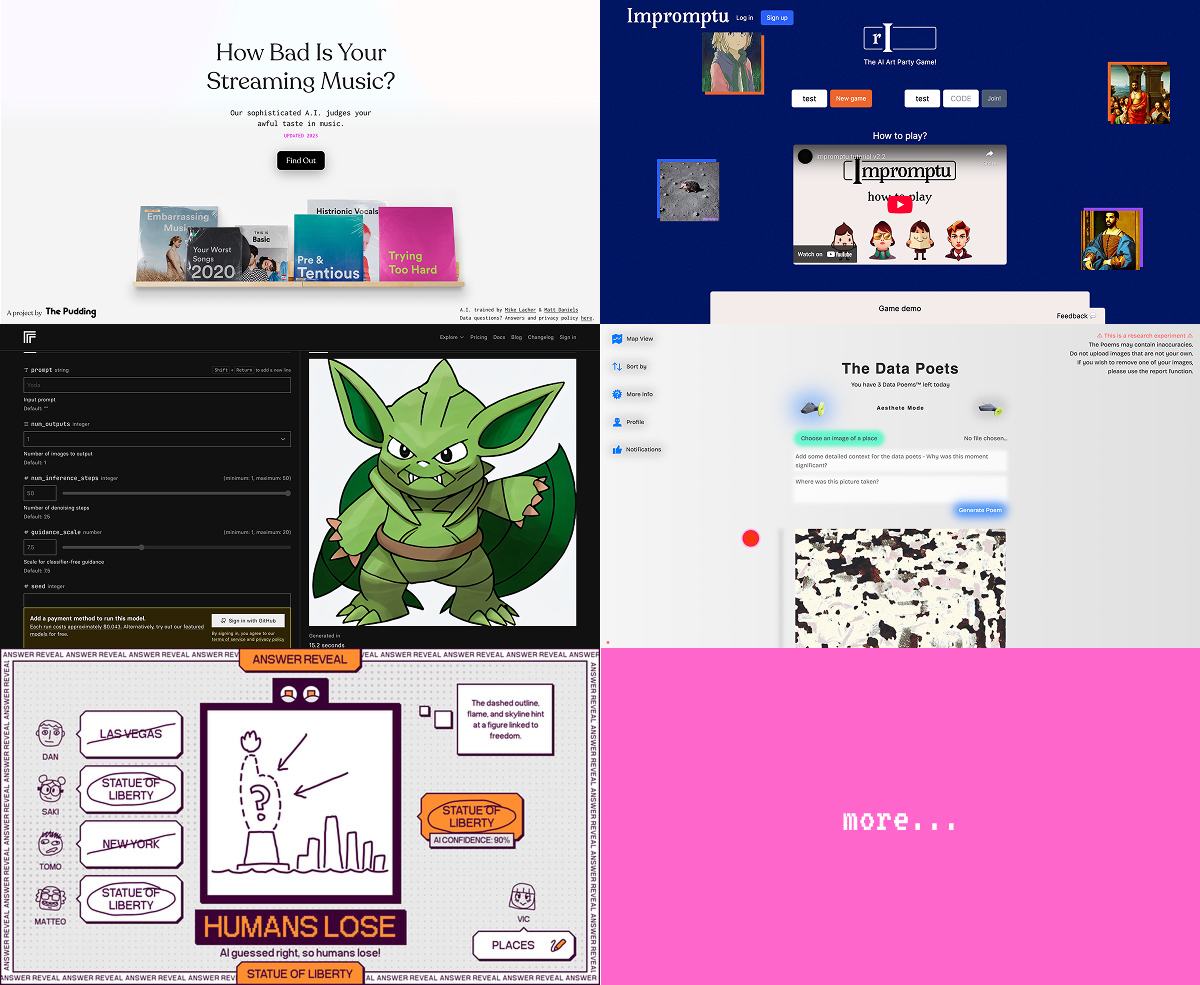 How Bad Is Your
Streaming Music?
Our sophisticated A.I. judges your
awful taste in music.
UPDATED 2023
Find Out
Embarrassing
Music
Your Worst
Songs
2020
THIS IS
Basic
Histrionic Vocals
Pre &
Tentious
Trying
Too Hard
A project by The Pudding
A.I. trained by Mike Lacher & Matt Daniels
Data questions? Answers and privacy policy here.
Impromptu Log in Sign up
r
The AI Art Party Game!
test New game test CODE Join!
How to play?
impromptu tutorial v2.2
Impromptu
how to play
Watch on YouTube
Game demo
Feedback
Explore Pricing Docs Blog Changelog Sign in
prompt string
Shift + Return to add a new line
Yoda
Input prompt
Default: ""
num_outputs integer
1
Number of images to output
Default: 1
# num_inference_steps integer (minimum: 1, maximum: 50)
50
Number of denoising steps
Default: 25
# guidance_scale number (minimum: 1, maximum: 20)
7.5
Scale for classifier-free guidance
Default: 7.5
# seed integer
Add a payment method to run this model.
Each run costs approximately $0.043. Alternatively, try out our featured
models for free.
Sign in with GitHub
By signing in, you agree to our
terms of service and privacy policy
Generated in
15.2 seconds
Map View
Sort by
More Info
Profile
Notifications
The Data Poets
You have 3 Data Poems™ left today
Aesthete Mode
Choose an image of a place
No file chosen...
Add some detailed context for the data poets - Why was this moment
significant?
Where was this picture taken?
Generate Poem
⚠ This is a research experiment ⚠
The Poems may contain inaccuracies.
Do not upload images that are not your own.
If you wish to remove one of your images,
please use the report function.
ANSWER REVEAL ANSWER REVEAL ANSWER REVEAL ANSWER REVEAL
ANSWER REVEAL
DAN
LAS VEGAS
SAKI
STATUE OF
LIBERTY
TOMO
NEW YORK
MATTEO
STATUE OF
LIBERTY
?
The dashed outline,
flame, and skyline hint
at a figure linked to
freedom.
STATUE OF
LIBERTY
AI CONFIDENCE: 90%
VIC
PLACES
HUMANS LOSE
AI guessed right, so humans lose!
STATUE OF LIBERTY
more...